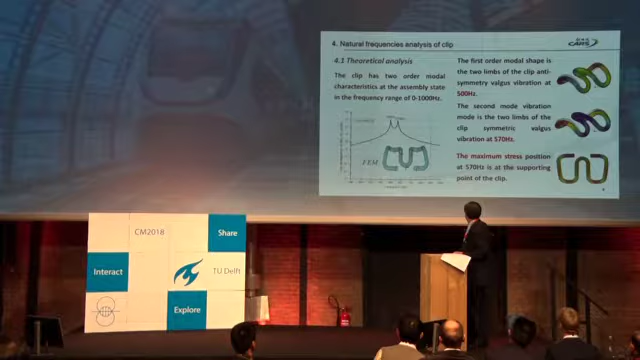 4. Natural frequencies analysis of clip
CARS
4.1 Theoretical analysis
The clip has two order modal
characteristics at the assembly state
in the frequency range of 0-1000Hz.
FEM
The first order modal shape is
the two limbs of the clip anti-
symmetry valgus vibration at
500Hz.
The second mode vibration
mode is the two limbs of the
clip symmetric valgus
vibration at 570Hz.
The maximum stress position
at 570Hz is at the supporting
point of the clip.
CM2018
Share
Interact
TU Delft
Explore